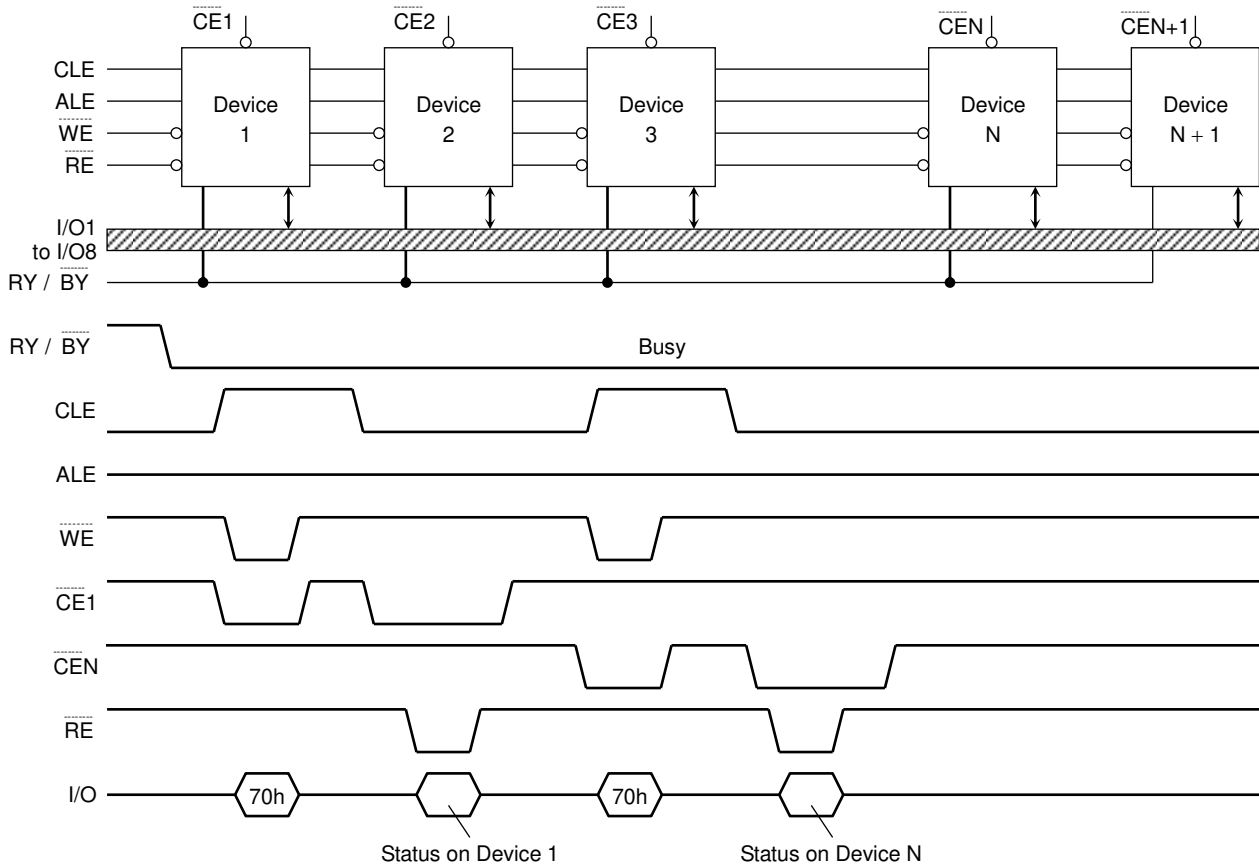 CE1 CE2 CE3 CEN CEN+1
CLE
ALE
WE
RE
Device
1
Device
2
Device
3
Device
N
Device
N + 1
I/O1
to I/O8
RY / BY
RY / BY
Busy
CLE
ALE
WE
CE1
CEN
RE
I/O
70h
70h
Status on Device 1
Status on Device N